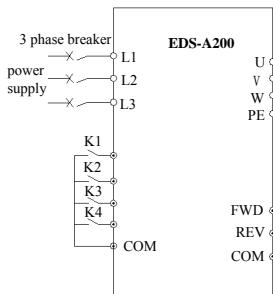 3 phase breaker
EDS-A200
L1
power
supply
L2
L3
U
V
W
PE
K1
K2
K3
K4
COM
FWD
REV
COM